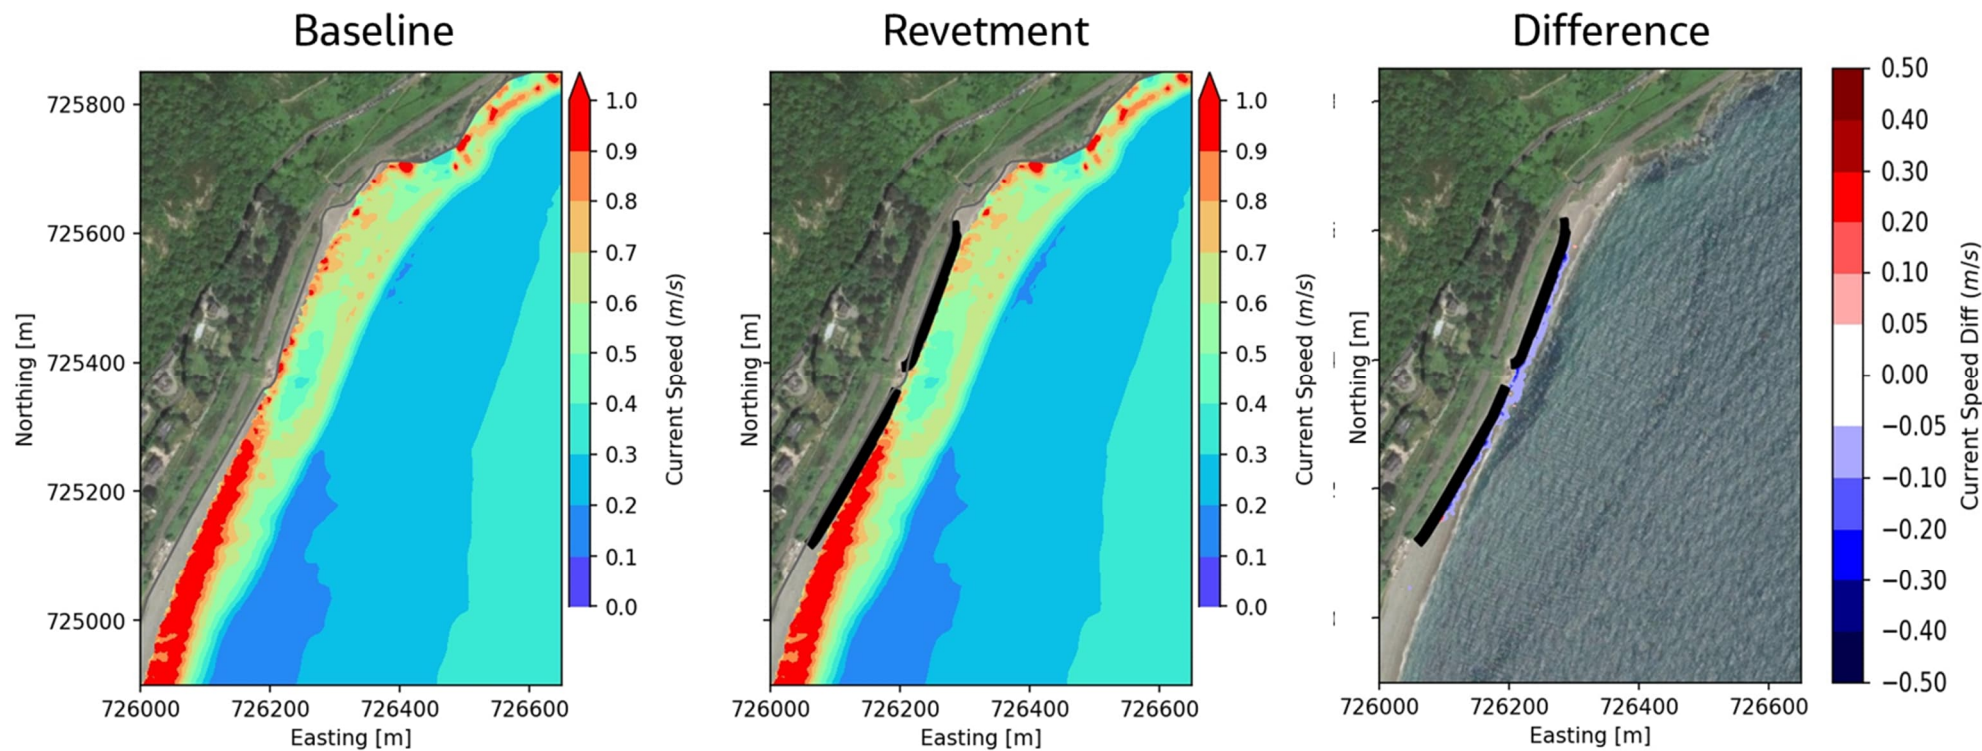 Baseline
Revetment
Difference
725800
725600
725400
725200
725000
Northing [m]
726000 726200 726400 726600
Easting [m]
1.0
0.9
0.8
0.7
0.6
0.5
0.4
0.3
0.2
0.1
0.0
Current Speed (m/s)
Northing [m]
726000 726200 726400 726600
Easting [m]
1.0
0.9
0.8
0.7
0.6
0.5
0.4
0.3
0.2
0.1
0.0
Current Speed (m/s)
Northing [m]
726000 726200 726400 726600
Easting [m]
0.50
0.40
0.30
0.20
0.10
0.05
0.00
−0.05
−0.10
−0.20
−0.30
−0.40
−0.50
Current Speed Diff (m/s)